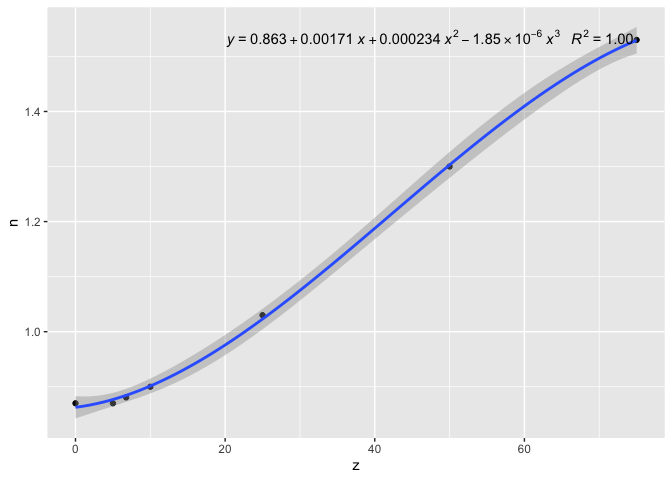 y = 0.863 + 0.00171 x + 0.000234 x² − 1.85 × 10⁻⁶ x³ R² = 1.00
1.4
1.2
1.0
n
0 20 40 60
z